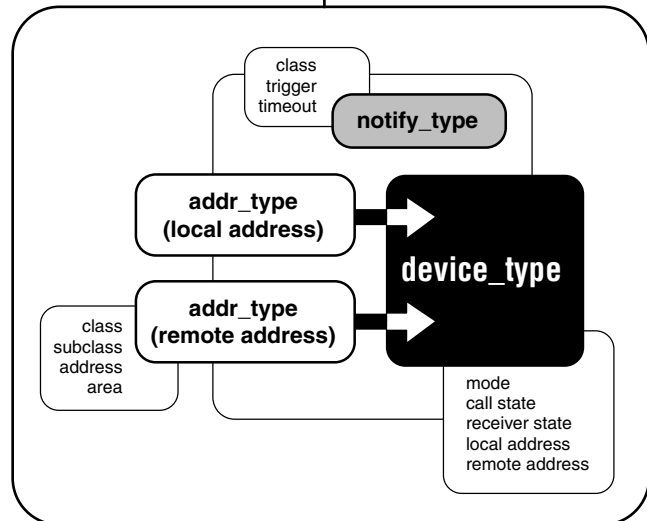 class
trigger
timeout
notify_type
addr_type
(local address)
device_type
addr_type
(remote address)
class
subclass
address
area
mode
call state
receiver state
local address
remote address